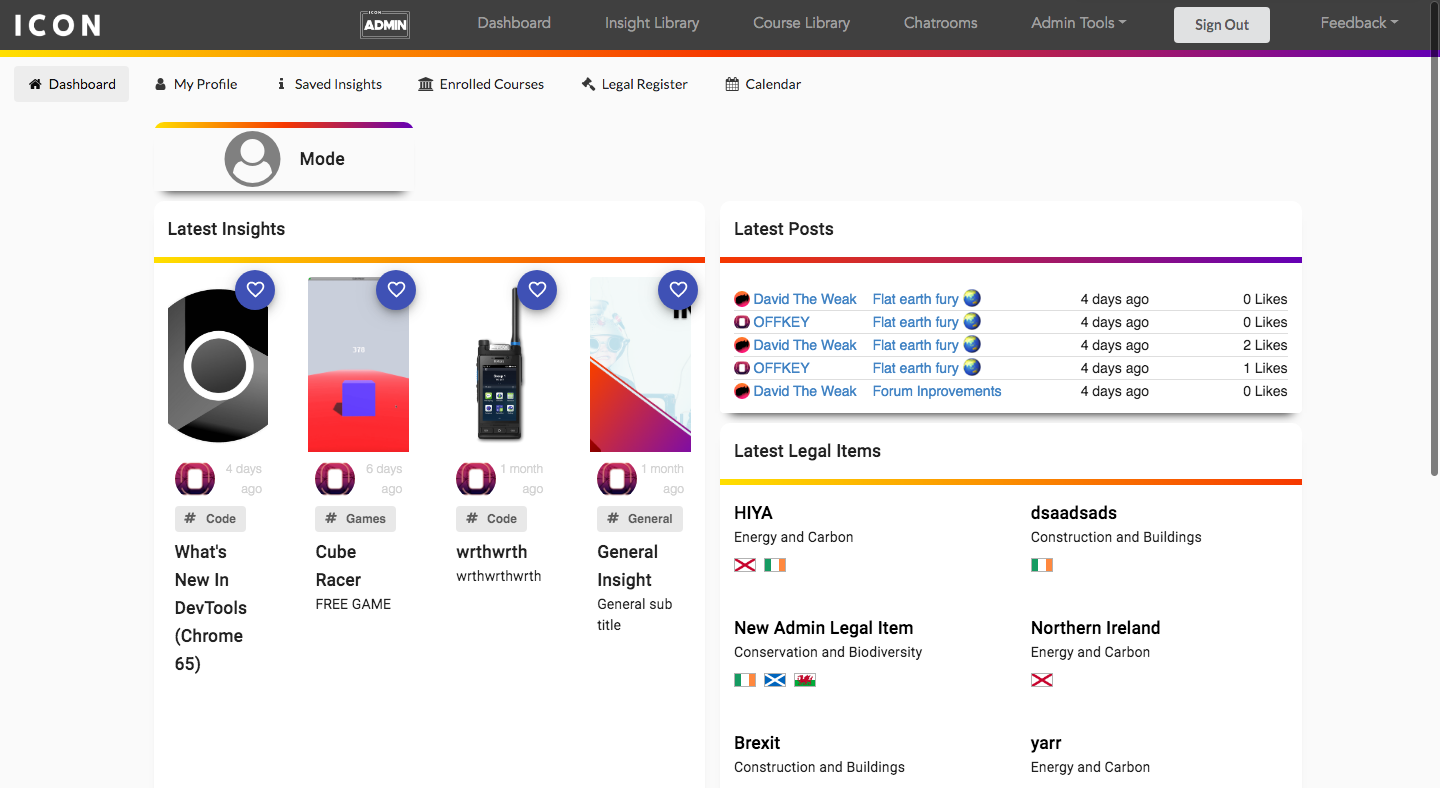 ICON
ICON
ADMIN
Dashboard
Insight Library
Course Library
Chatrooms
Admin Tools
Sign Out
Feedback
Dashboard
My Profile
Saved Insights
Enrolled Courses
Legal Register
Calendar
Mode
Latest Insights
4 days
ago
# Code
What's
New In
DevTools
(Chrome
65)
328
6 days
ago
# Games
Cube
Racer
FREE GAME
1 month
ago
# Code
wrthwrth
wrthwrthwrth
1 month
ago
# General
General
Insight
General sub
title
Latest Posts
David The Weak Flat earth fury 🌏 4 days ago 0 Likes
OFFKEY Flat earth fury 🌏 4 days ago 0 Likes
David The Weak Flat earth fury 🌏 4 days ago 2 Likes
OFFKEY Flat earth fury 🌏 4 days ago 1 Likes
David The Weak Forum Inprovements 4 days ago 0 Likes
Latest Legal Items
HIYA
Energy and Carbon
dsaadsads
Construction and Buildings
New Admin Legal Item
Conservation and Biodiversity
Northern Ireland
Energy and Carbon
Brexit
Construction and Buildings
yarr
Energy and Carbon